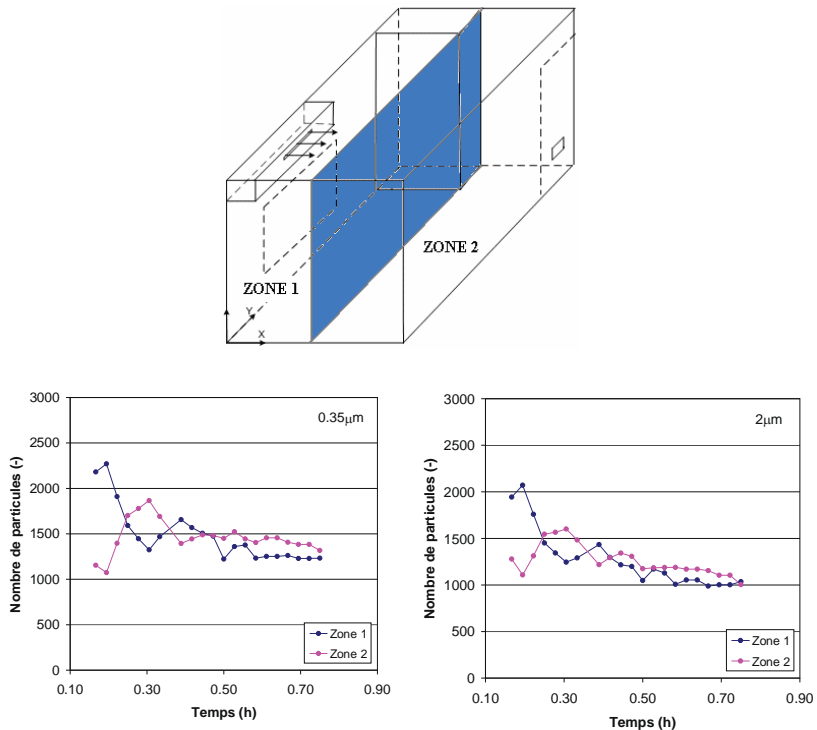 ZONE 2
ZONE 1
Y
X
3000
2500
2000
1500
1000
500
0
0.10 0.30 0.50 0.70 0.90
Nombre de particules (-)
Temps (h)
0.35µm
Zone 1
Zone 2
3000
2500
2000
1500
1000
500
0
0.10 0.30 0.50 0.70 0.90
Nombre de particules (-)
Temps (h)
2µm
Zone 1
Zone 2